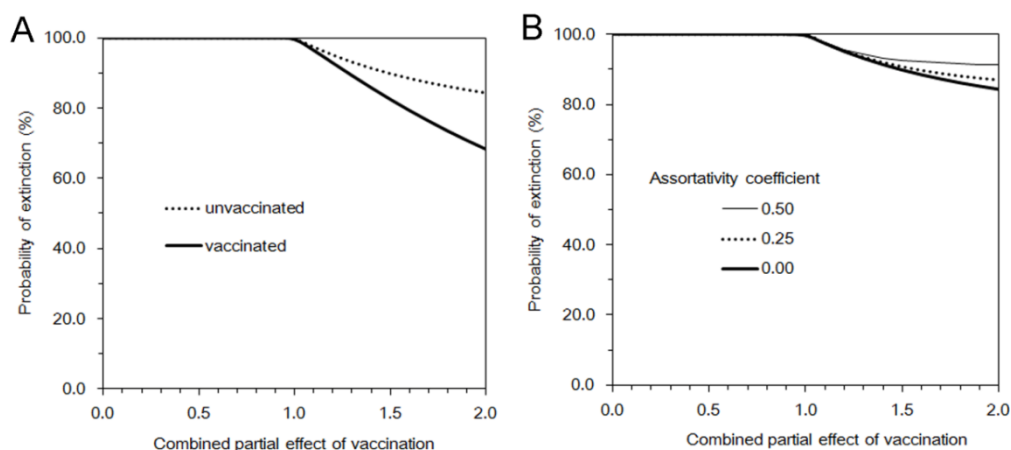 A
100.0
80.0
60.0
40.0
20.0
0.0
Probability of extinction (%)
unvaccinated
vaccinated
0.0 0.5 1.0 1.5 2.0
Combined partial effect of vaccination
B
100.0
80.0
60.0
40.0
20.0
0.0
Probability of extinction (%)
Assortativity coefficient
0.50
0.25
0.00
0.0 0.5 1.0 1.5 2.0
Combined partial effect of vaccination